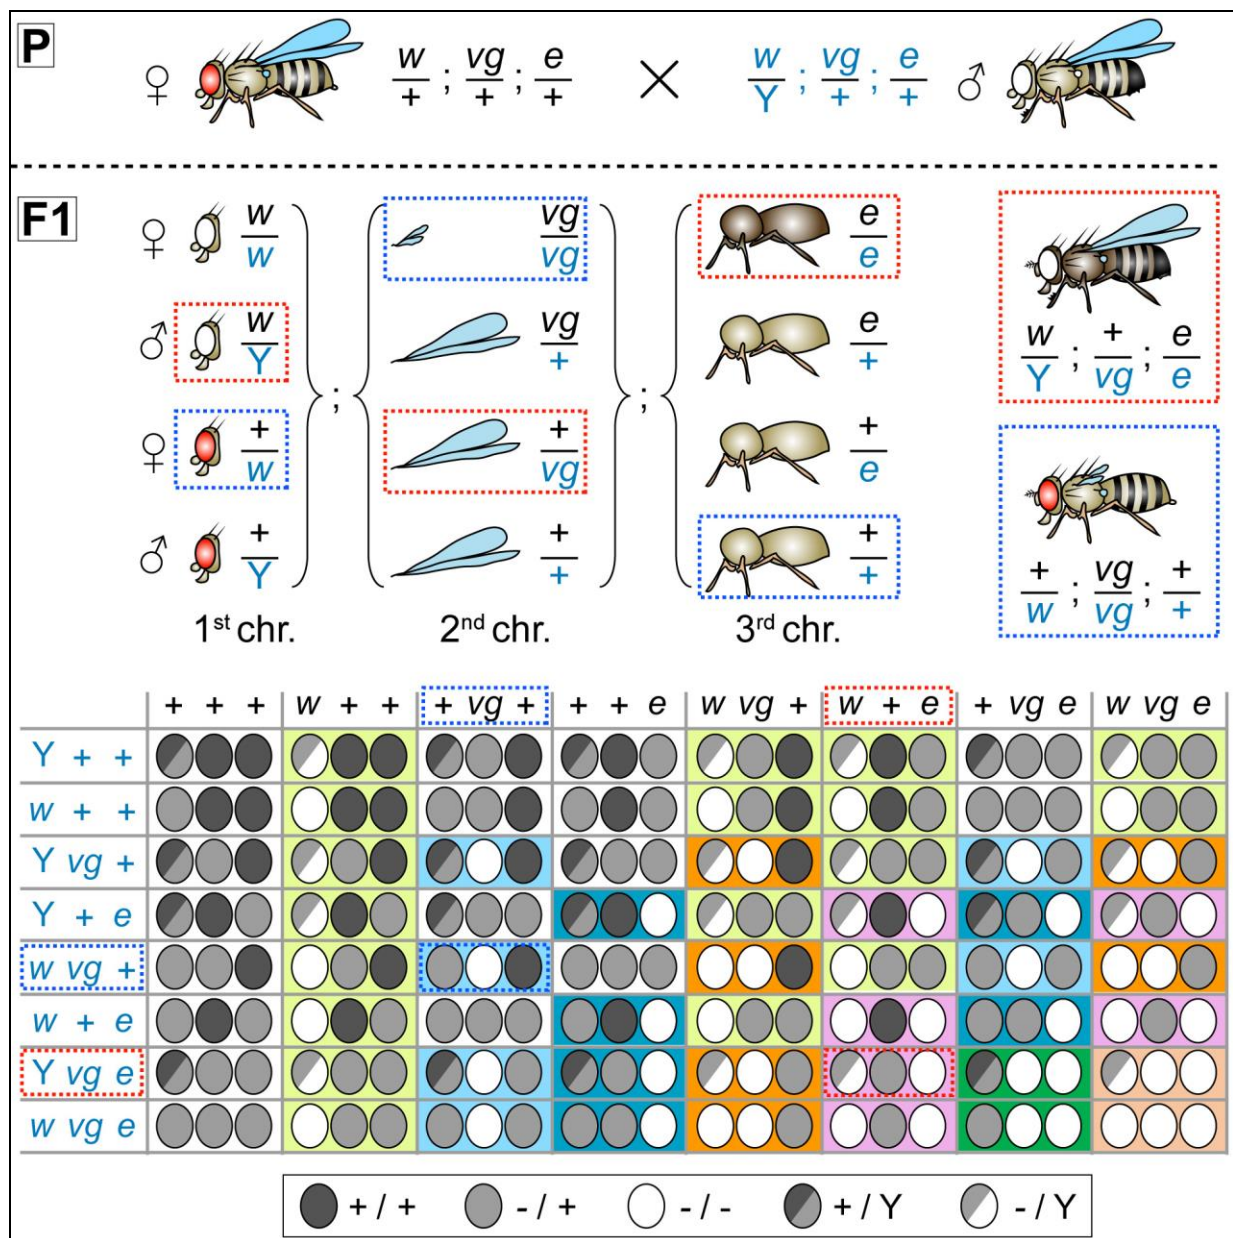 P
♀ w/+ ; vg/+ ; e/+ × w/Y ; vg/+ ; e/+ ♂
F1
♀ w/w vg/vg e/e
♂ w/Y ; vg/+ ; e/+ w/Y ; +/vg ; e/e
♀ +/w +/vg +/e
♂ +/Y +/+ +/+ +/w ; vg/vg ; +/+
1st chr. 2nd chr. 3rd chr.
+ + + w + + + vg + + + e w vg + w + e + vg e w vg e
Y + +
w + +
Y vg +
Y + e
w vg +
w + e
Y vg e
w vg e
+ / + - / + - / - + / Y - / Y